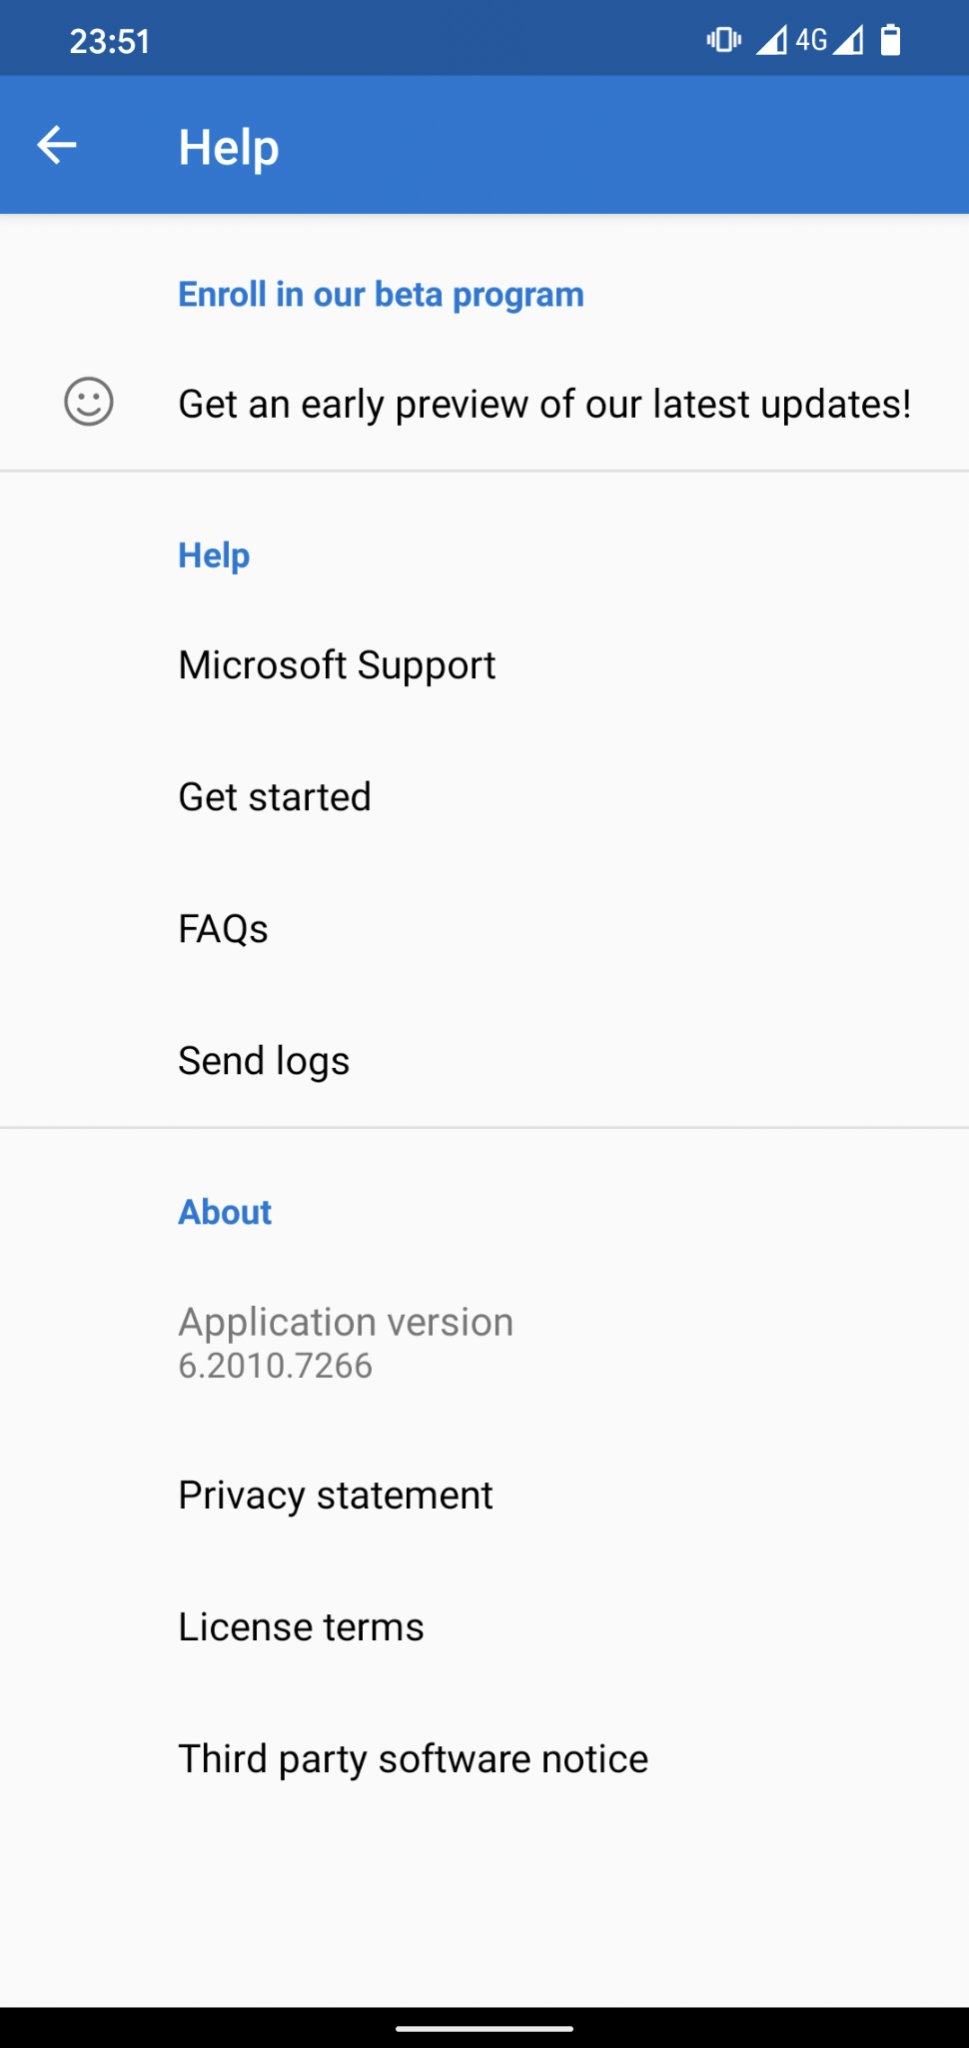 23:51
4G
Help
Enroll in our beta program
Get an early preview of our latest updates!
Help
Microsoft Support
Get started
FAQs
Send logs
About
Application version
6.2010.7266
Privacy statement
License terms
Third party software notice